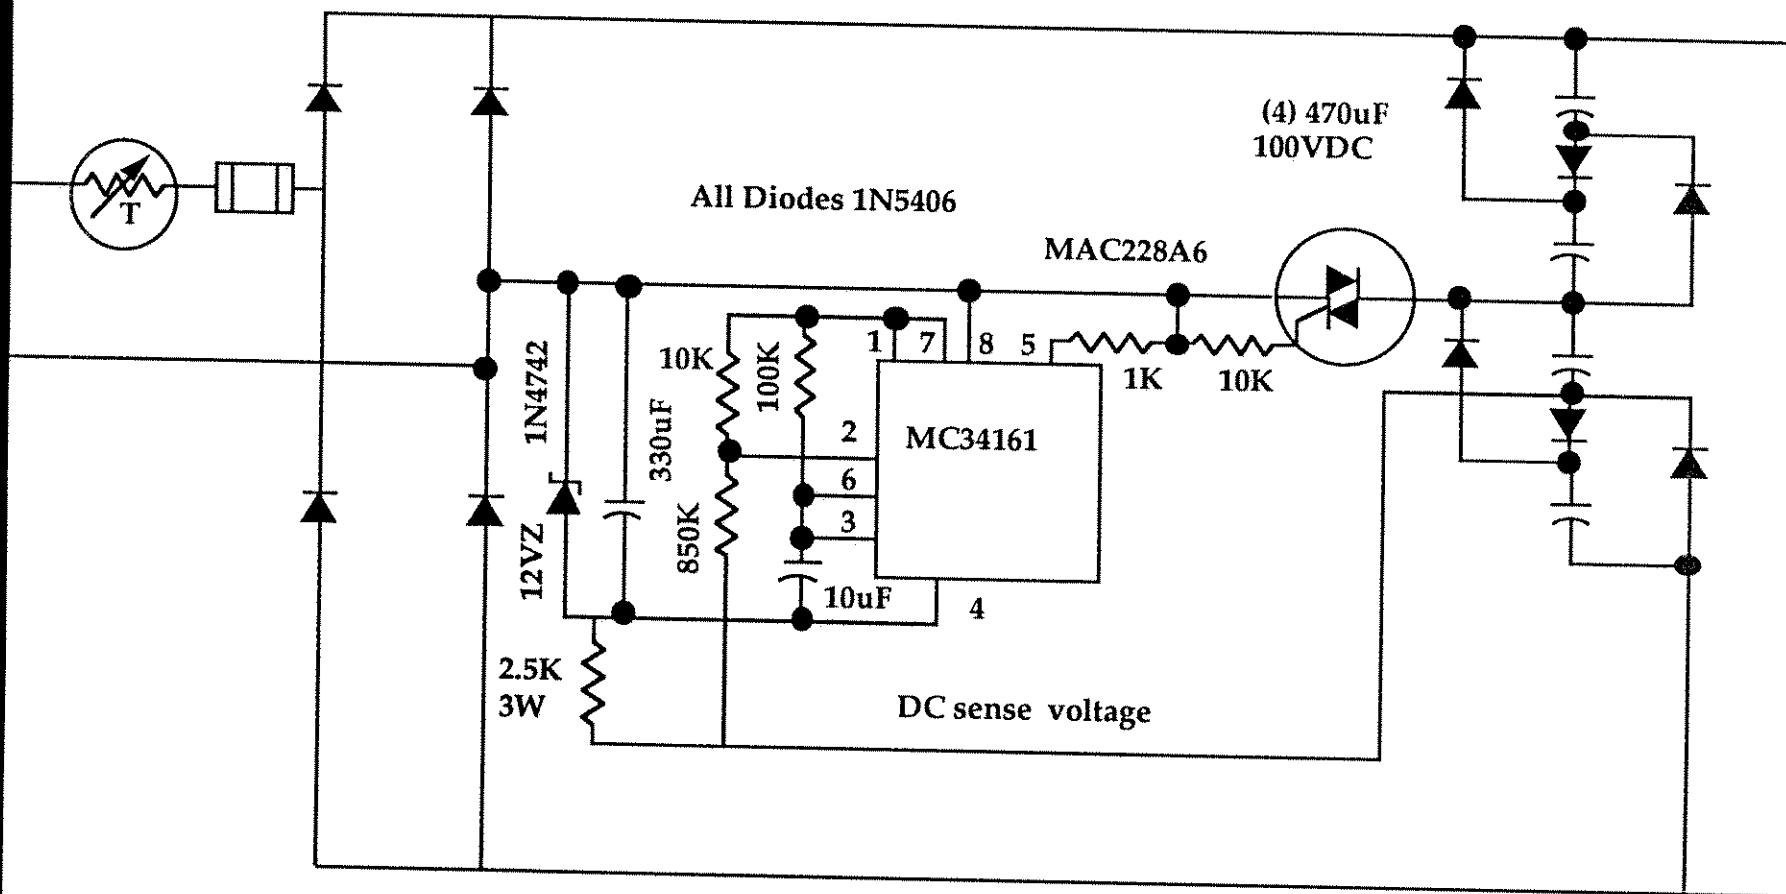 (4) 470uF
100VDC
T
All Diodes 1N5406
MAC228A6
1N4742
12VZ
330uF
10K
100K
850K
1
7
8
5
1K
10K
2
6
3
MC34161
10uF
4
2.5K
3W
DC sense voltage